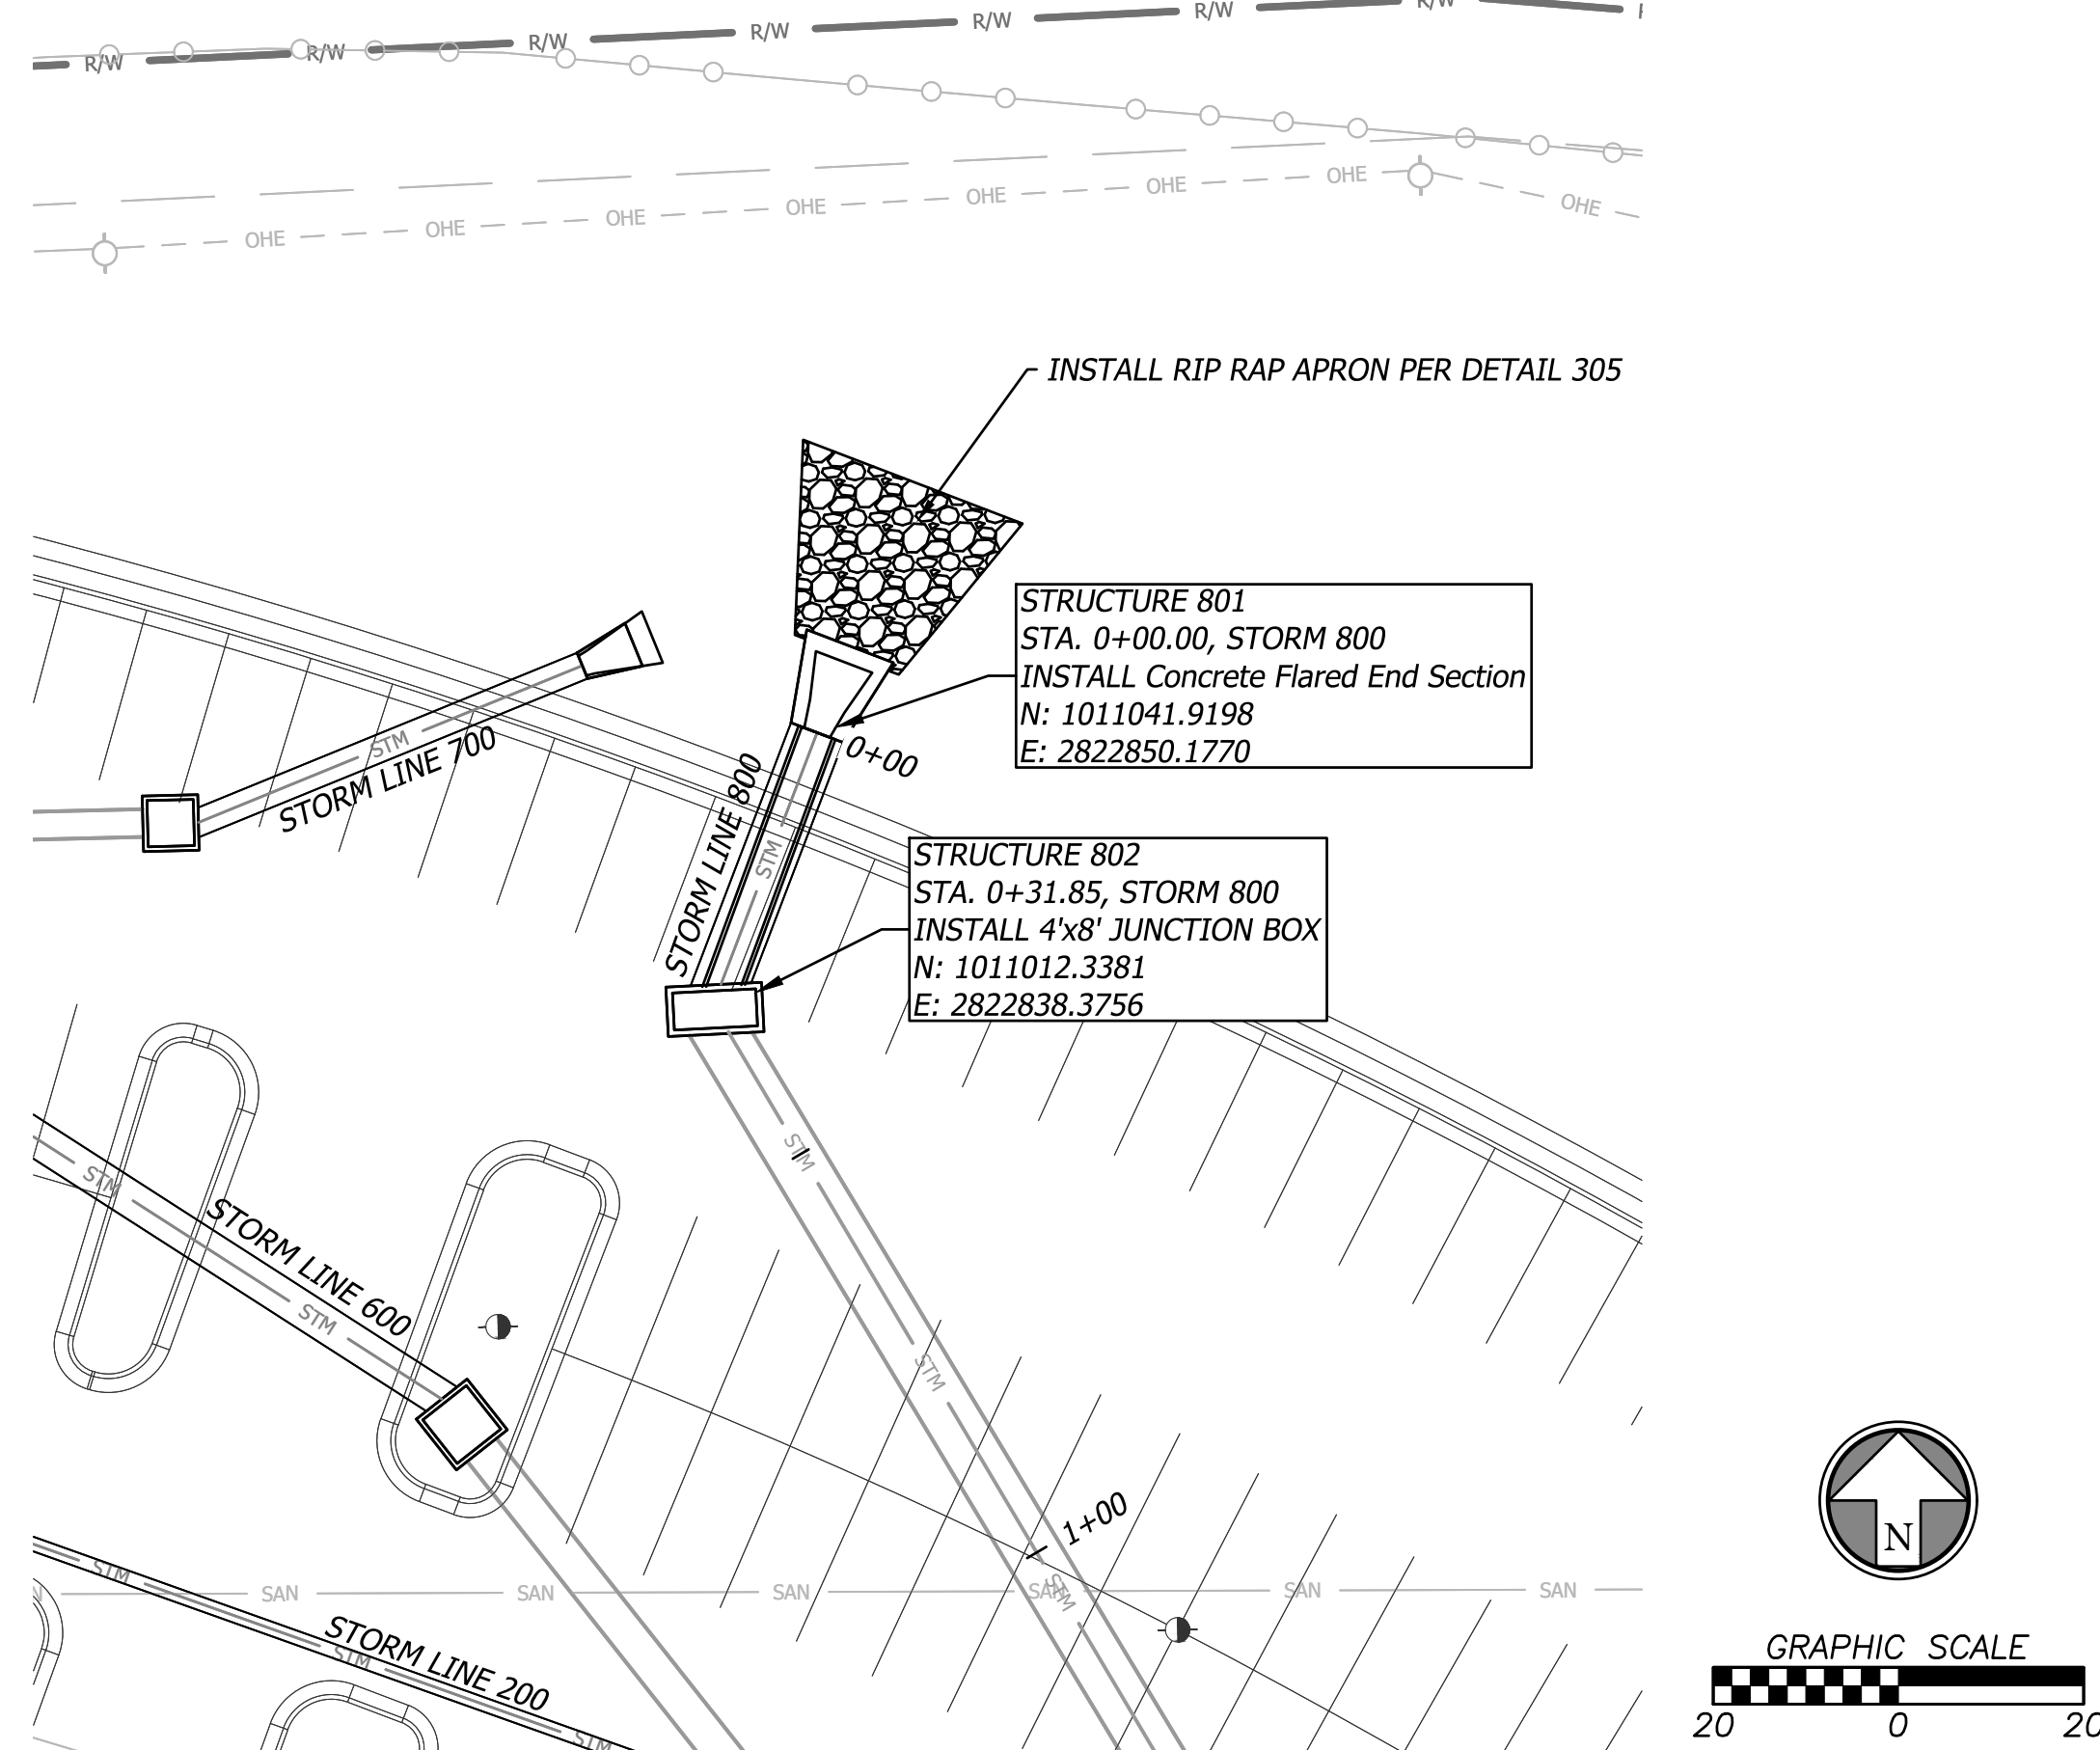 R/W R/W R/W R/W R/W R/W R/W
OHE OHE OHE OHE OHE OHE OHE OHE
INSTALL RIP RAP APRON PER DETAIL 305
STRUCTURE 801
STA. 0+00.00, STORM 800
INSTALL Concrete Flared End Section
N: 1011041.9198
E: 2822850.1770
0+00
STM
STORM LINE 700
STORM LINE 800
STM
STRUCTURE 802
STA. 0+31.85, STORM 800
INSTALL 4'x8' JUNCTION BOX
N: 1011012.3381
E: 2822838.3756
STM
STM
STORM LINE 600
STM
STM
1+00
STM
SAN SAN SAN SAN SAN SAN
STM
STORM LINE 200
STM
STM
N
GRAPHIC SCALE
20 0 20